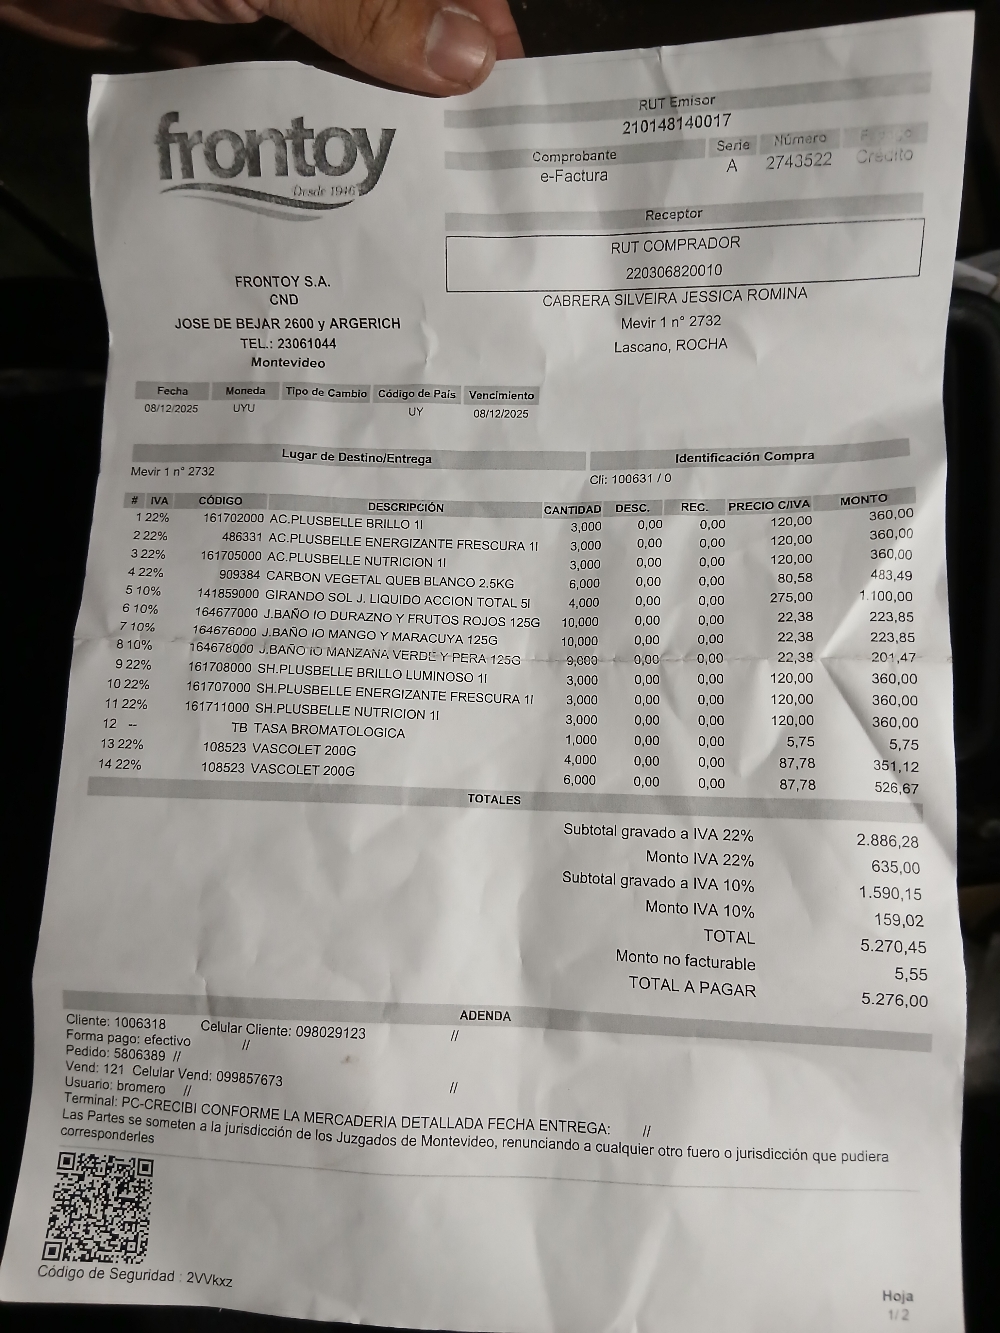 frontoy
Desde 1946
RUT Emisor
210148140017
Comprobante Serie Número
e-Factura A 2743522 Crédito
Receptor
RUT COMPRADOR
220306820010
CABRERA SILVEIRA JESSICA ROMINA
Mevir 1 n° 2732
Lascano, ROCHA
FRONTOY S.A.
CND
JOSE DE BEJAR 2600 y ARGERICH
TEL.: 23061044
Montevideo
Fecha Moneda Tipo de Cambio Código de País Vencimiento
08/12/2025 UYU UY 08/12/2025
Lugar de Destino/Entrega Identificación Compra
Mevir 1 n° 2732 Cli: 100631 / 0
# IVA CÓDIGO DESCRIPCIÓN CANTIDAD DESC. REC. PRECIO C/IVA MONTO
1 22% 161702000 AC.PLUSBELLE BRILLO 1l 3,000 0,00 0,00 120,00 360,00
2 22% 486331 AC.PLUSBELLE ENERGIZANTE FRESCURA 1l 3,000 0,00 0,00 120,00 360,00
3 22% 161705000 AC.PLUSBELLE NUTRICION 1l 3,000 0,00 0,00 120,00 360,00
4 22% 909384 CARBON VEGETAL QUEB BLANCO 2.5KG 6,000 0,00 0,00 80,58 483,49
5 10% 141859000 GIRANDO SOL J. LIQUIDO ACCION TOTAL 5l 4,000 0,00 0,00 275,00 1.100,00
6 10% 164677000 J.BAÑO IO DURAZNO Y FRUTOS ROJOS 125G 10,000 0,00 0,00 22,38 223,85
7 10% 164676000 J.BAÑO IO MANGO Y MARACUYA 125G 10,000 0,00 0,00 22,38 223,85
8 10% 164678000 J.BAÑO IO MANZANA VERDE Y PERA 125G 9,000 0,00 0,00 22,38 201,47
9 22% 161708000 SH.PLUSBELLE BRILLO LUMINOSO 1l 3,000 0,00 0,00 120,00 360,00
10 22% 161707000 SH.PLUSBELLE ENERGIZANTE FRESCURA 1l 3,000 0,00 0,00 120,00 360,00
11 22% 161711000 SH.PLUSBELLE NUTRICION 1l 3,000 0,00 0,00 120,00 360,00
12 -- TB TASA BROMATOLOGICA 1,000 0,00 0,00 5,75 5,75
13 22% 108523 VASCOLET 200G 4,000 0,00 0,00 87,78 351,12
14 22% 108523 VASCOLET 200G 6,000 0,00 0,00 87,78 526,67
TOTALES
Subtotal gravado a IVA 22% 2.886,28
Monto IVA 22% 635,00
Subtotal gravado a IVA 10% 1.590,15
Monto IVA 10% 159,02
TOTAL 5.270,45
Monto no facturable 5,55
TOTAL A PAGAR 5.276,00
ADENDA
Cliente: 1006318 Celular Cliente: 098029123 //
Forma pago: efectivo //
Pedido: 5806389 //
Vend: 121 Celular Vend: 099857673
Usuario: bromero // //
Terminal: PC-CRECIBI CONFORME LA MERCADERIA DETALLADA FECHA ENTREGA: //
Las Partes se someten a la jurisdicción de los Juzgados de Montevideo, renunciando a cualquier otro fuero o jurisdicción que pudiera
corresponderles
Código de Seguridad : 2VVkxz
Hoja
1/ 2